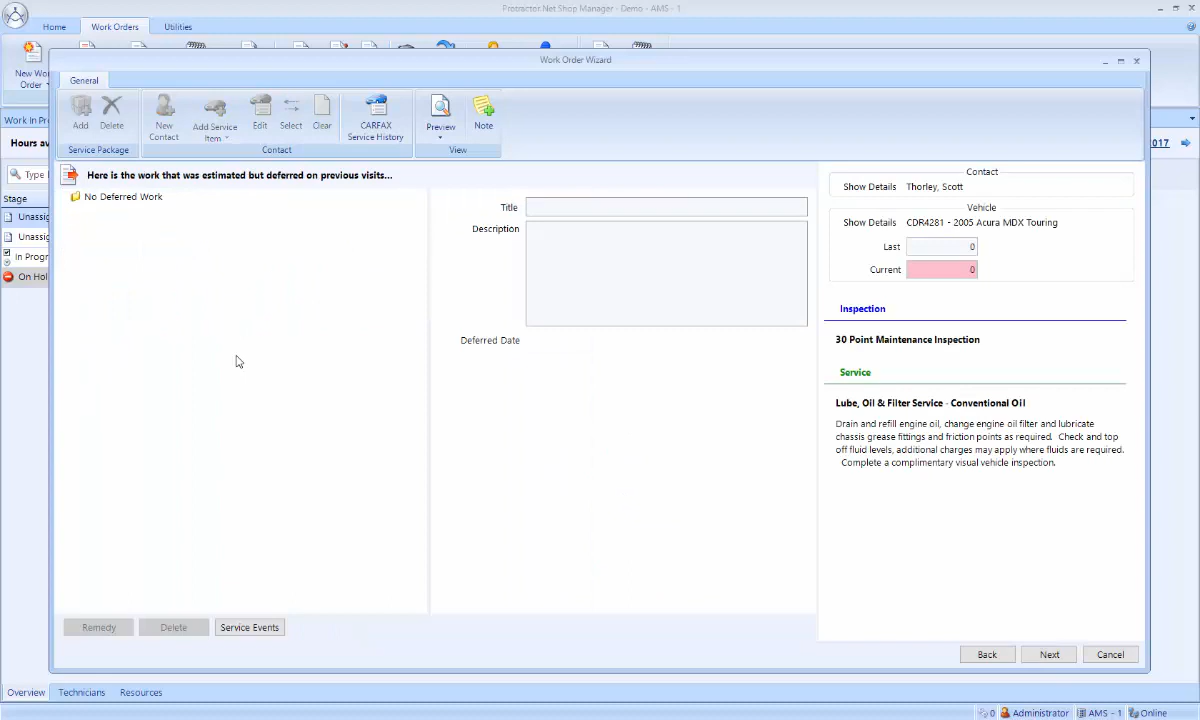 Protractor.Net Shop Manager - Demo - AMS - 1
Home
Work Orders
Utilities
New Wo
Order
Work Order Wizard
General
Add
Delete
Service Package
New
Contact
Add Service
Item
Edit
Select
Clear
CARFAX
Service History
Contact
Preview
Note
View
Work In Pr
Hours av
2017
Type
Stage
Unassig
Unassig
In Progr
On Hol
Here is the work that was estimated but deferred on previous visits...
No Deferred Work
Title
Description
Deferred Date
Contact
Show Details Thorley, Scott
Vehicle
Show Details CDR4281 - 2005 Acura MDX Touring
Last 0
Current 0
Inspection
30 Point Maintenance Inspection
Service
Lube, Oil & Filter Service - Conventional Oil
Drain and refill engine oil, change engine oil filter and lubricate
chassis grease fittings and friction points as required. Check and top
off fluid levels, additional charges may apply where fluids are required.
Complete a complimentary visual vehicle inspection.
Remedy
Delete
Service Events
Back
Next
Cancel
Overview
Technicians
Resources
0
Administrator
AMS - 1
Online